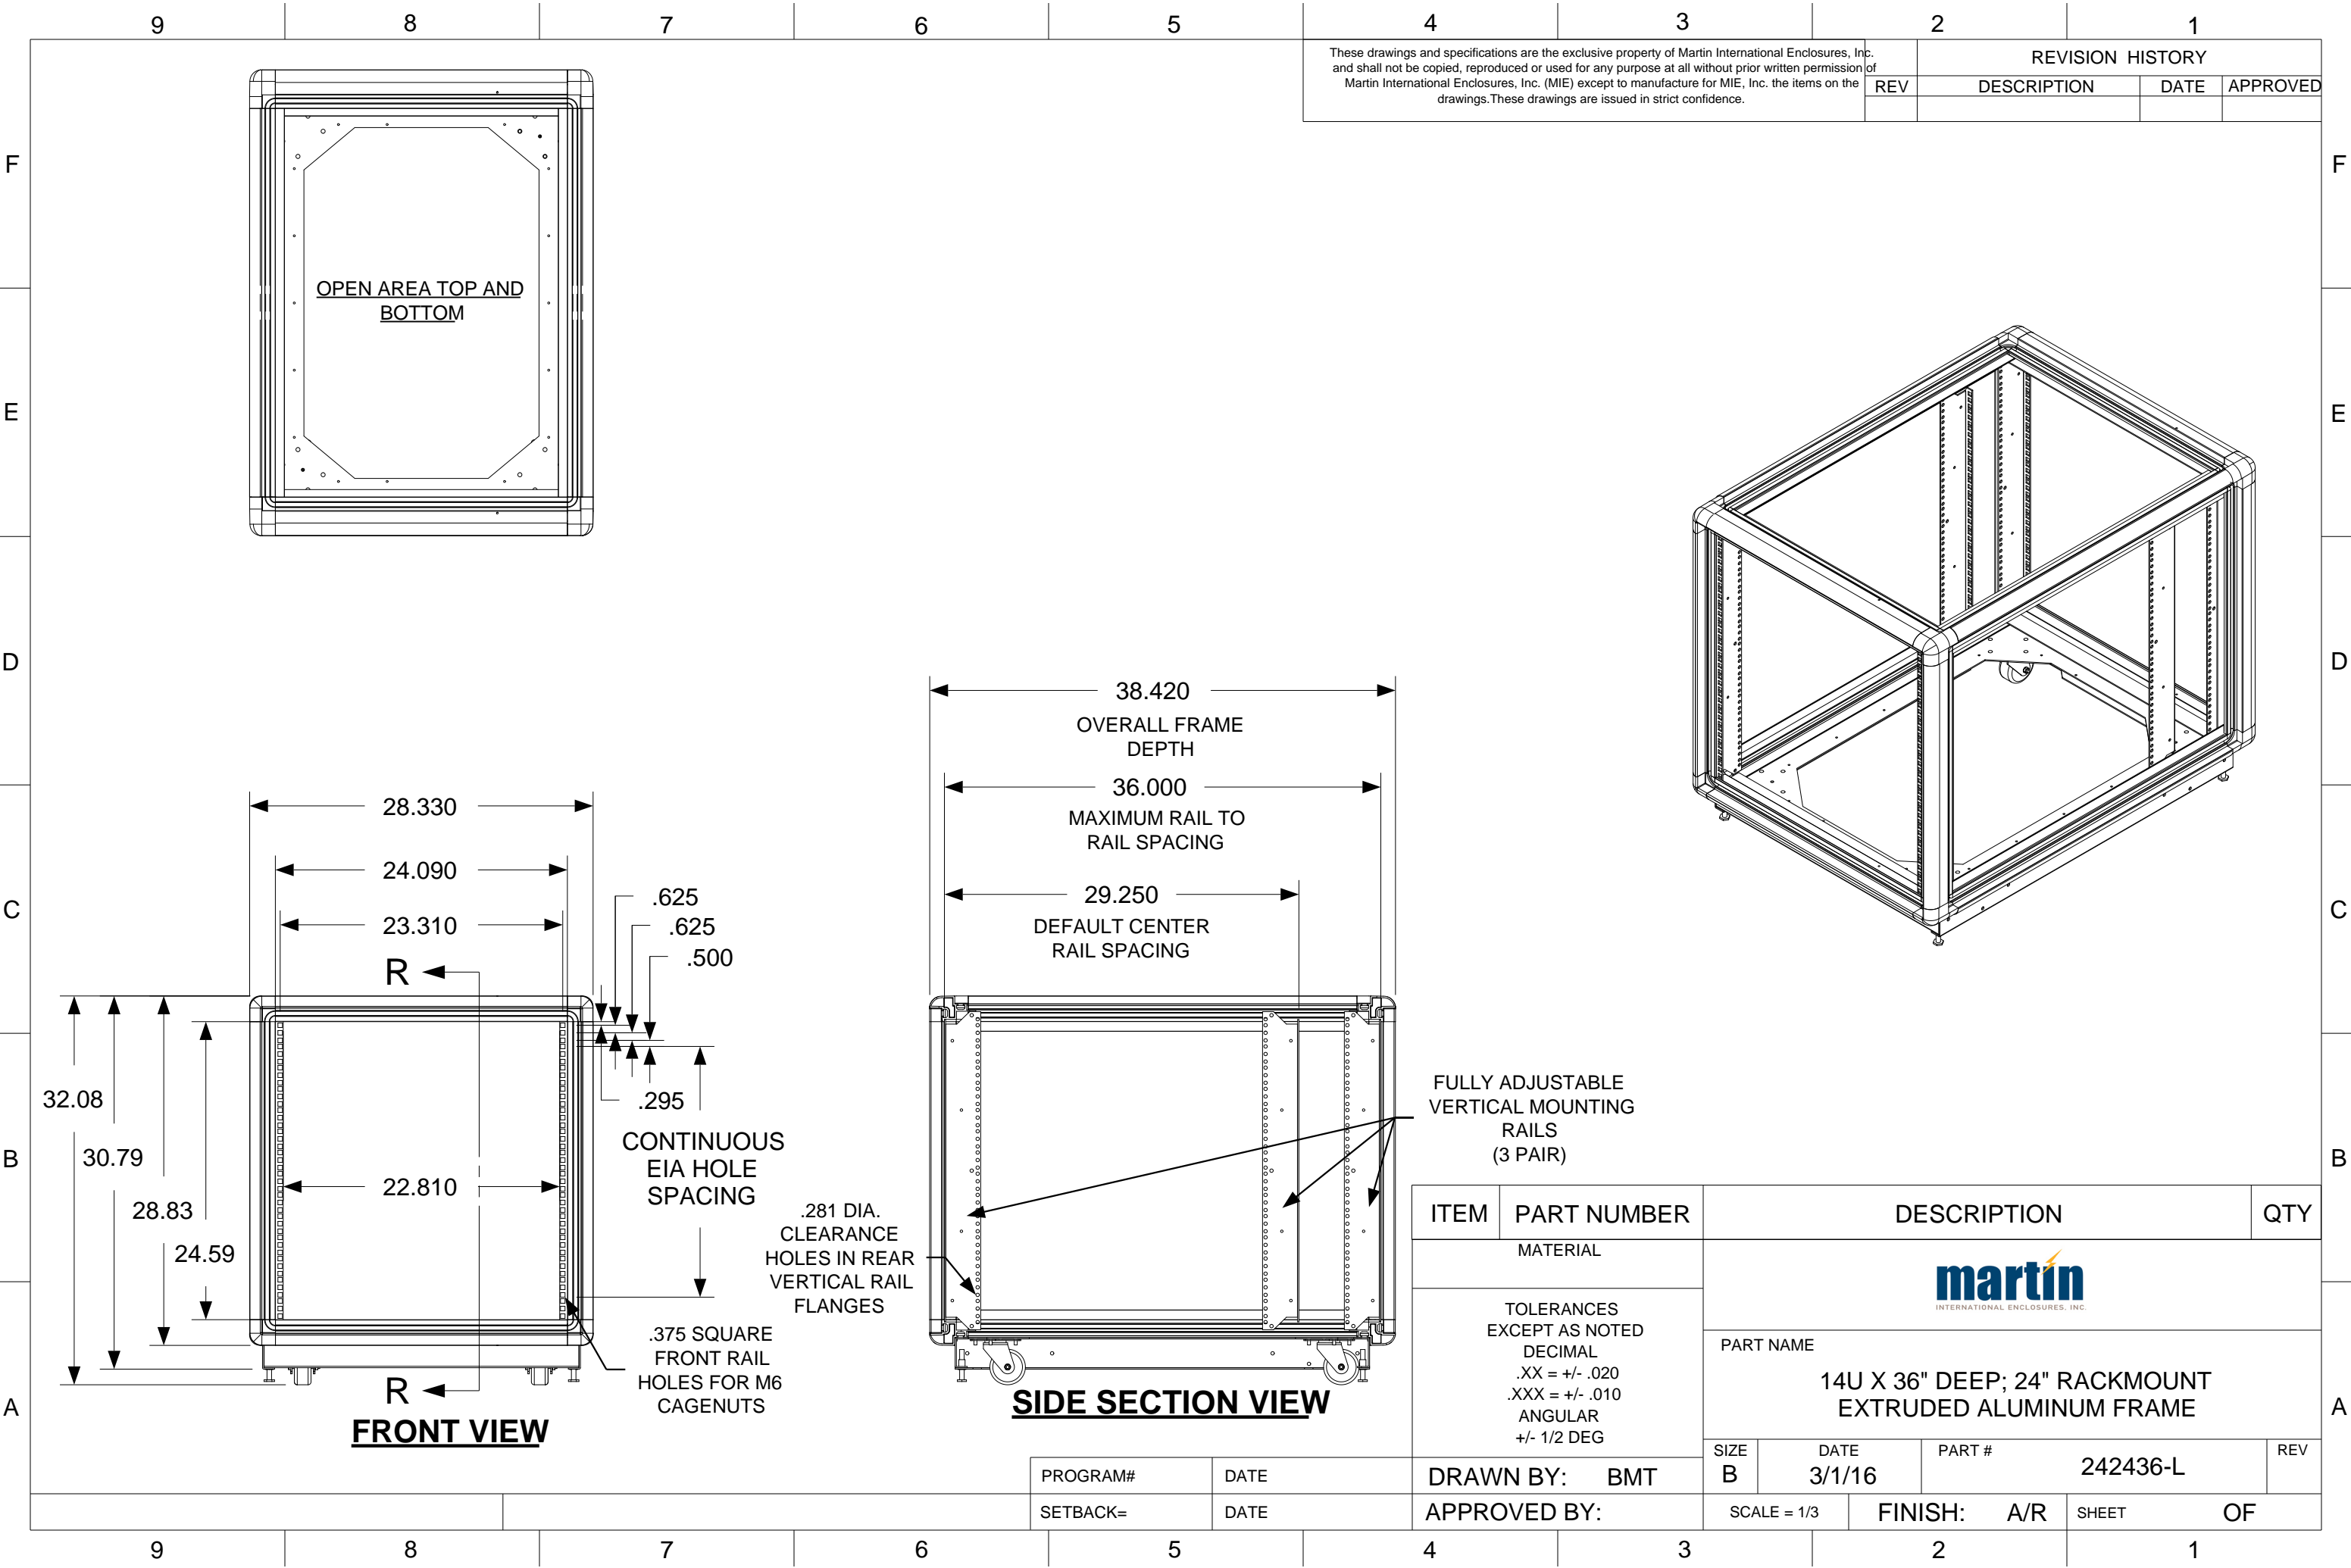 9 8 7 6 5 4 3 2 1
These drawings and specifications are the exclusive property of Martin International Enclosures, Inc.
and shall not be copied, reproduced or used for any purpose at all without prior written permission of
Martin International Enclosures, Inc. (MIE) except to manufacture for MIE, Inc. the items on the
drawings.These drawings are issued in strict confidence.
REVISION HISTORY
REV DESCRIPTION DATE APPROVED
F F
OPEN AREA TOP AND
BOTTOM
E E
D D
38.420
OVERALL FRAME
DEPTH
36.000
MAXIMUM RAIL TO
RAIL SPACING
29.250
DEFAULT CENTER
RAIL SPACING
28.330
24.090
23.310
C C
.625
.625
.500
R
32.08
30.79
28.83
24.59
22.810
.295
CONTINUOUS
EIA HOLE
SPACING
B B
.281 DIA.
CLEARANCE
HOLES IN REAR
VERTICAL RAIL
FLANGES
FULLY ADJUSTABLE
VERTICAL MOUNTING
RAILS
(3 PAIR)
.375 SQUARE
FRONT RAIL
HOLES FOR M6
CAGENUTS
R
FRONT VIEW
SIDE SECTION VIEW
A A
ITEM PART NUMBER DESCRIPTION QTY
MATERIAL
martin
INTERNATIONAL ENCLOSURES, INC.
TOLERANCES
EXCEPT AS NOTED
DECIMAL
.XX = +/- .020
.XXX = +/- .010
ANGULAR
+/- 1/2 DEG
PART NAME
14U X 36" DEEP; 24" RACKMOUNT
EXTRUDED ALUMINUM FRAME
SIZE DATE PART # REV
B 3/1/16 242436-L
PROGRAM# DATE DRAWN BY: BMT
SETBACK= DATE APPROVED BY: SCALE = 1/3 FINISH: A/R SHEET OF
9 8 7 6 5 4 3 2 1